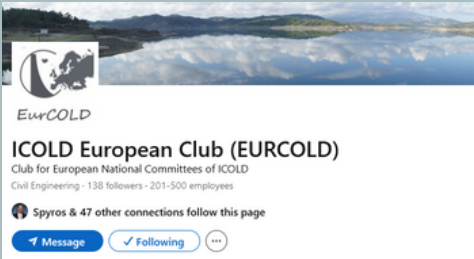 EurCOLD
ICOLD European Club (EURCOLD)
Club for European National Committees of ICOLD
Civil Engineering - 138 followers - 201-500 employees
Spyros & 47 other connections follow this page
Message
Following